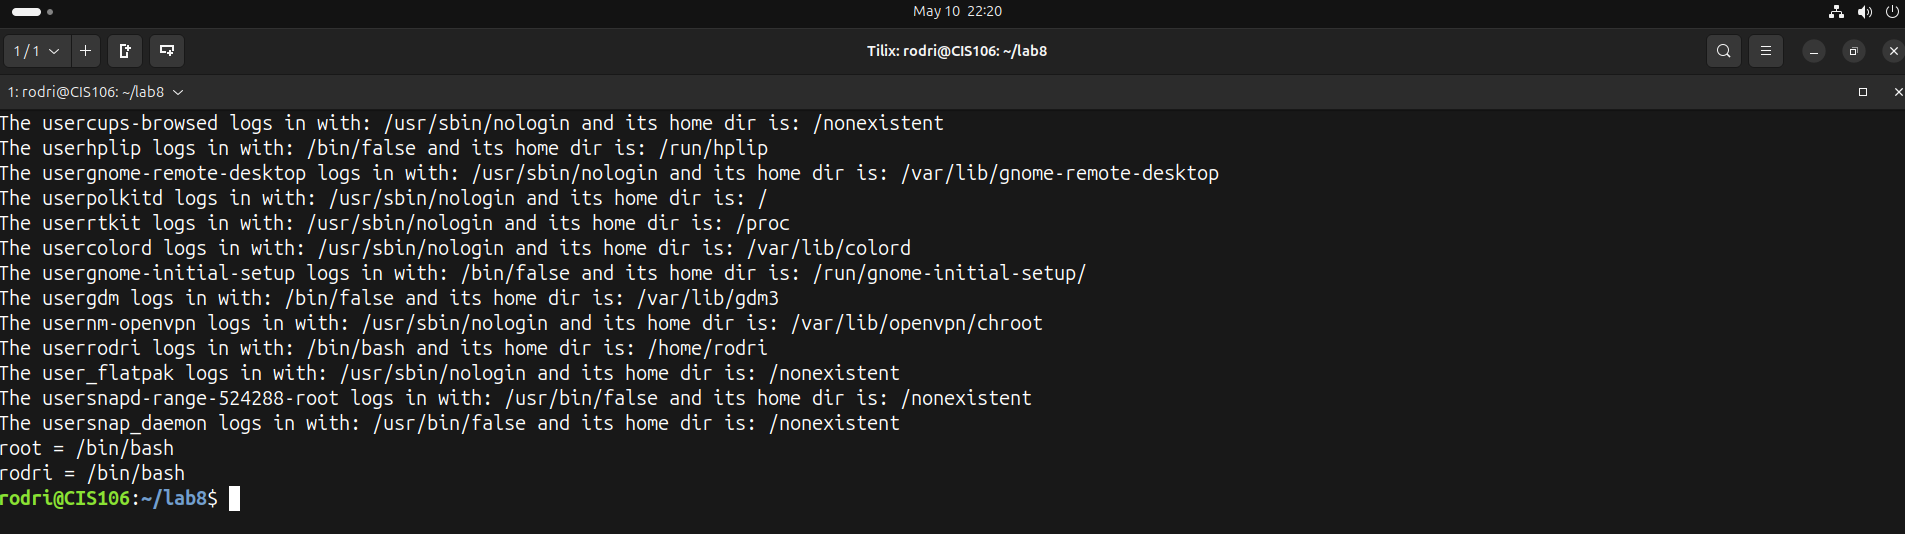 May 10 22:20
1 / 1
Tilix: rodri@CIS106: ~/lab8
1: rodri@CIS106: ~/lab8
The usercups-browsed logs in with: /usr/sbin/nologin and its home dir is: /nonexistent
The userhplip logs in with: /bin/false and its home dir is: /run/hplip
The usergnome-remote-desktop logs in with: /usr/sbin/nologin and its home dir is: /var/lib/gnome-remote-desktop
The userpolkitd logs in with: /usr/sbin/nologin and its home dir is: /
The userrtkit logs in with: /usr/sbin/nologin and its home dir is: /proc
The usercolord logs in with: /usr/sbin/nologin and its home dir is: /var/lib/colord
The usergnome-initial-setup logs in with: /bin/false and its home dir is: /run/gnome-initial-setup/
The usergdm logs in with: /bin/false and its home dir is: /var/lib/gdm3
The usernm-openvpn logs in with: /usr/sbin/nologin and its home dir is: /var/lib/openvpn/chroot
The userrodri logs in with: /bin/bash and its home dir is: /home/rodri
The user_flatpak logs in with: /usr/sbin/nologin and its home dir is: /nonexistent
The usersnapd-range-524288-root logs in with: /usr/bin/false and its home dir is: /nonexistent
The usersnap_daemon logs in with: /usr/bin/false and its home dir is: /nonexistent
root = /bin/bash
rodri = /bin/bash
rodri@CIS106:~/lab8$